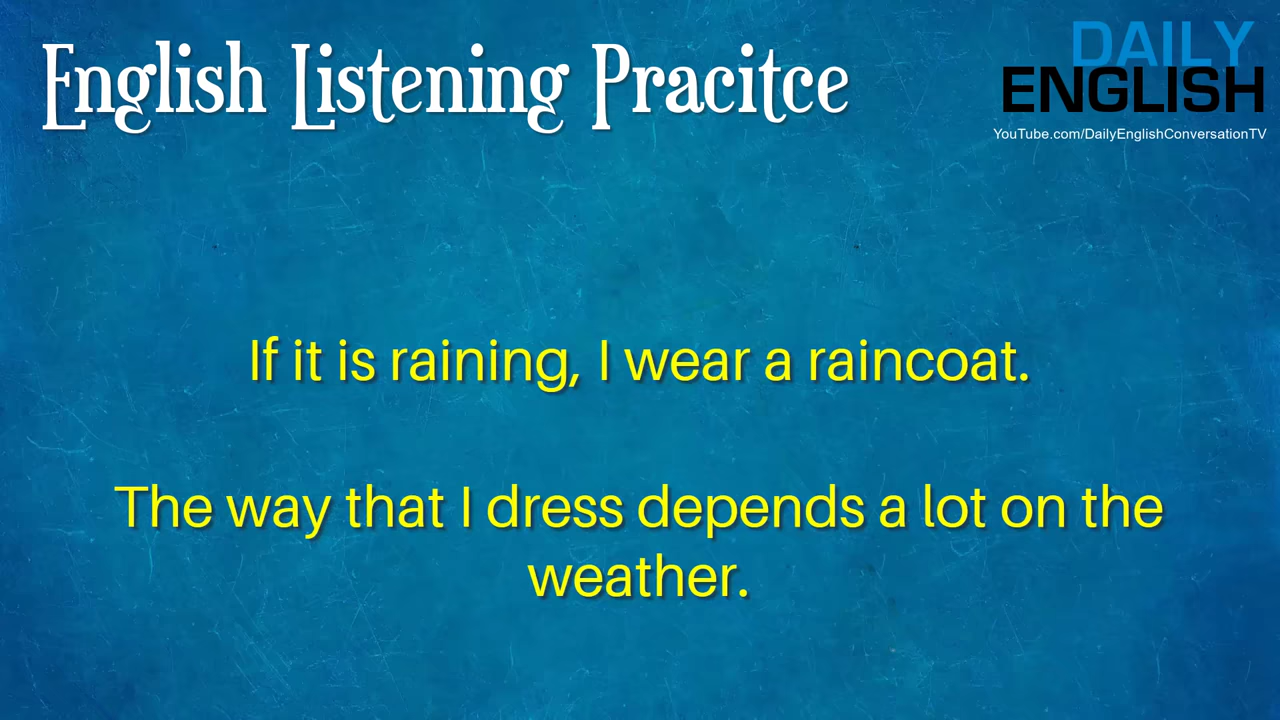 English Listening Pracitce
DAILY
ENGLISH
YouTube.com/DailyEnglishConversationTV
If it is raining, I wear a raincoat.
The way that I dress depends a lot on the
weather.